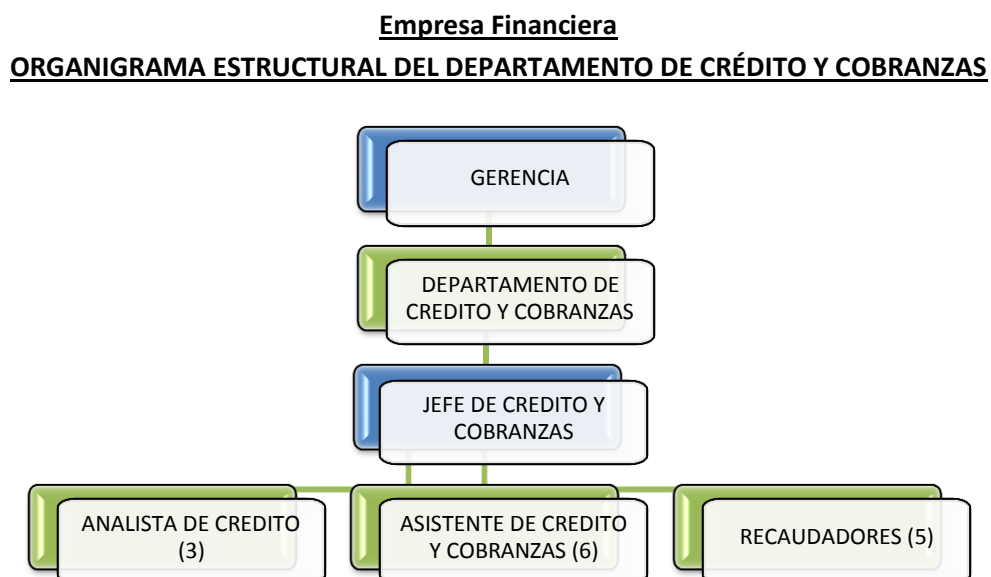 Empresa Financiera
ORGANIGRAMA ESTRUCTURAL DEL DEPARTAMENTO DE CRÉDITO Y COBRANZAS
GERENCIA
DEPARTAMENTO DE
CREDITO Y COBRANZAS
JEFE DE CREDITO Y
COBRANZAS
ANALISTA DE CREDITO
(3)
ASISTENTE DE CREDITO
Y COBRANZAS (6)
RECAUDADORES (5)